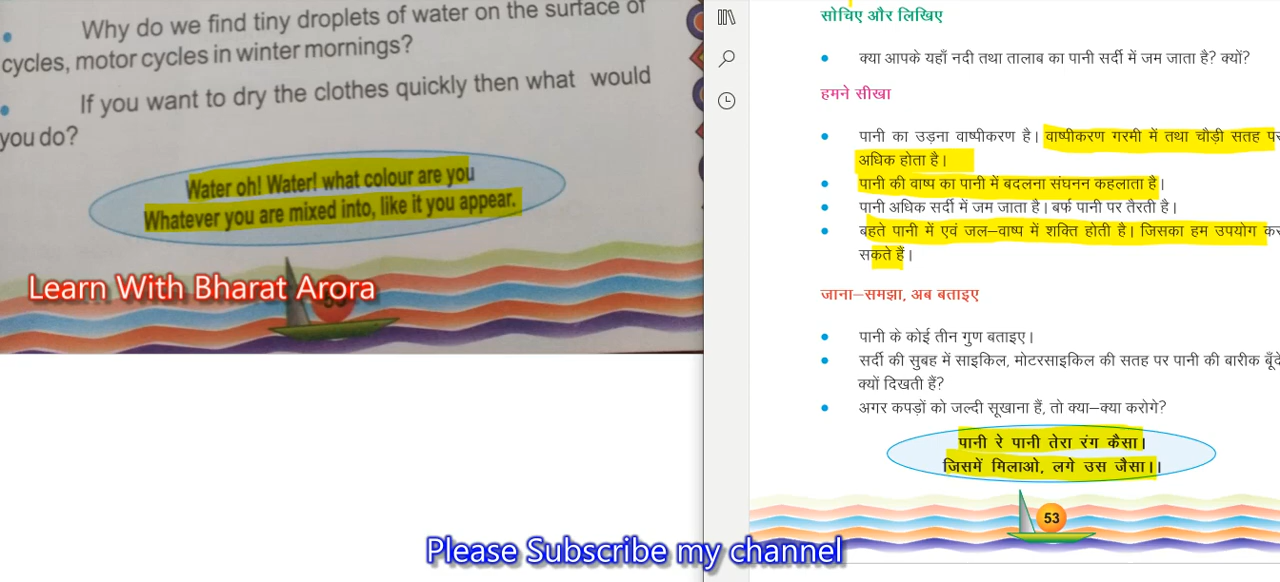 Why do we find tiny droplets of water on the surface of
cycles, motor cycles in winter mornings?
If you want to dry the clothes quickly then what would
you do?
Water oh! Water! what colour are you
Whatever you are mixed into, like it you appear.
Learn With Bharat Arora
सोचिए और लिखिए
• क्या आपके यहाँ नदी तथा तालाब का पानी सर्दी में जम जाता है? क्यों?
हमने सीखा
• पानी का उड़ना वाष्पीकरण है। वाष्पीकरण गरमी में तथा चौड़ी सतह पर
अधिक होता है।
• पानी की वाष्प का पानी में बदलना संघनन कहलाता है।
• पानी अधिक सर्दी में जम जाता है। बर्फ पानी पर तैरती है।
• बहते पानी में एवं जल–वाष्प में शक्ति होती है। जिसका हम उपयोग कर
सकते हैं।
जाना–समझा, अब बताइए
• पानी के कोई तीन गुण बताइए।
• सर्दी की सुबह में साइकिल, मोटरसाइकिल की सतह पर पानी की बारीक बूँदे
क्यों दिखती हैं?
• अगर कपड़ों को जल्दी सूखाना हैं, तो क्या–क्या करोगे?
पानी रे पानी तेरा रंग कैसा।
जिसमें मिलाओ, लगे उस जैसा।।
53
Please Subscribe my channel